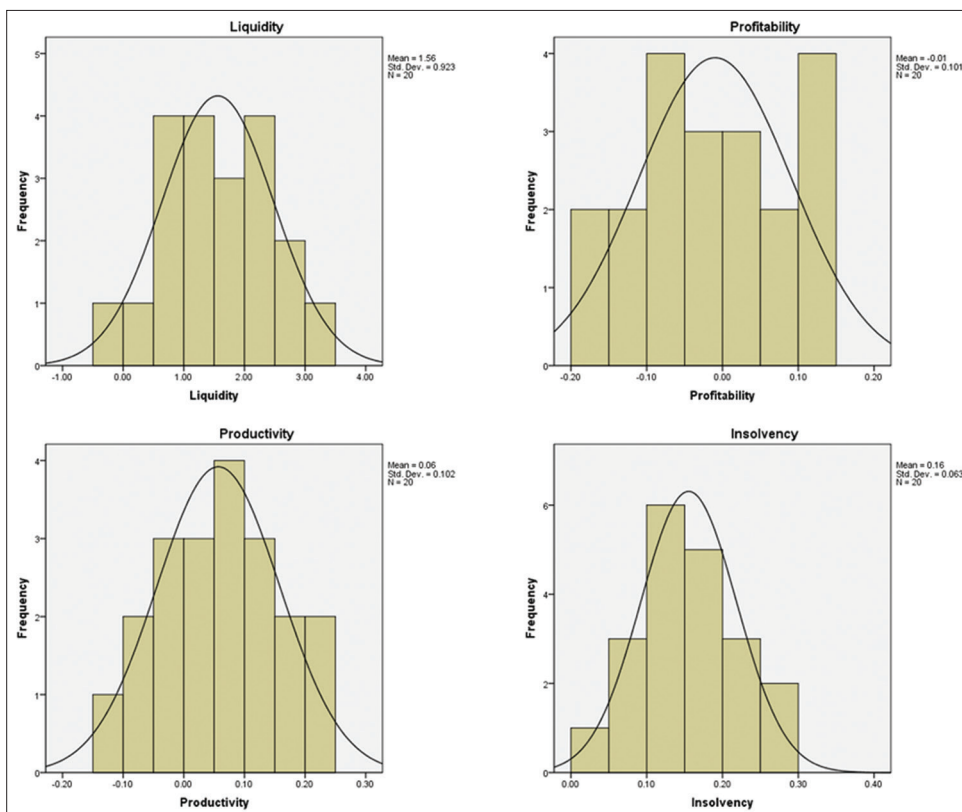 Liquidity
Mean = 1.56
Std. Dev. = 0.923
N = 20
5
4
3
2
1
0
Frequency
-1.00 0.00 1.00 2.00 3.00 4.00
Liquidity
Profitability
Mean = -0.01
Std. Dev. = 0.101
N = 20
4
3
2
1
0
Frequency
-0.20 -0.10 0.00 0.10 0.20
Profitability
Productivity
Mean = 0.06
Std. Dev. = 0.102
N = 20
4
3
2
1
0
Frequency
-0.20 -0.10 0.00 0.10 0.20 0.30
Productivity
Insolvency
Mean = 0.16
Std. Dev. = 0.063
N = 20
6
4
2
0
Frequency
0.00 0.10 0.20 0.30 0.40
Insolvency